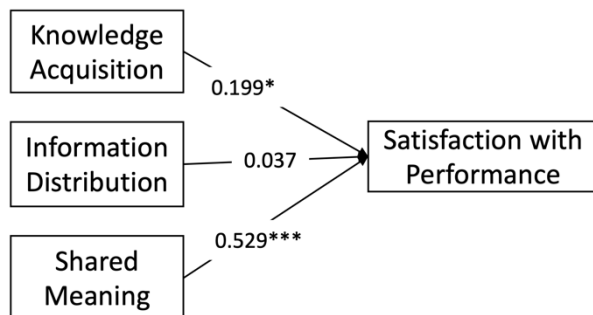 Knowledge
Acquisition
0.199*
Information
Distribution
0.037
Satisfaction with
Performance
0.529***
Shared
Meaning